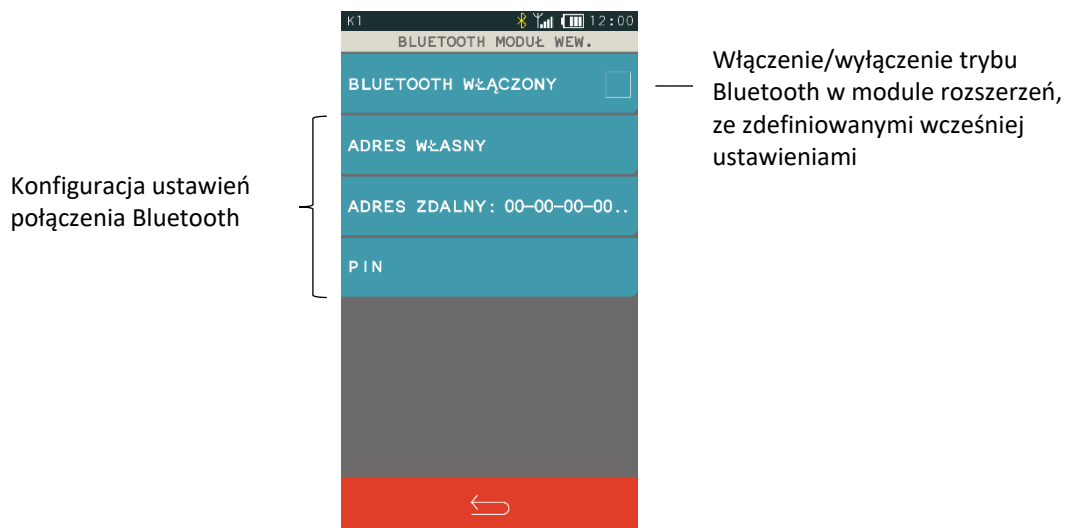 K1 12:00
BLUETOOTH MODUŁ WEW.
BLUETOOTH WŁĄCZONY
ADRES WŁASNY
ADRES ZDALNY: 00-00-00-00..
PIN
Włączenie/wyłączenie trybu
Bluetooth w module rozszerzeń,
ze zdefiniowanymi wcześniej
ustawieniami
Konfiguracja ustawień
połączenia Bluetooth